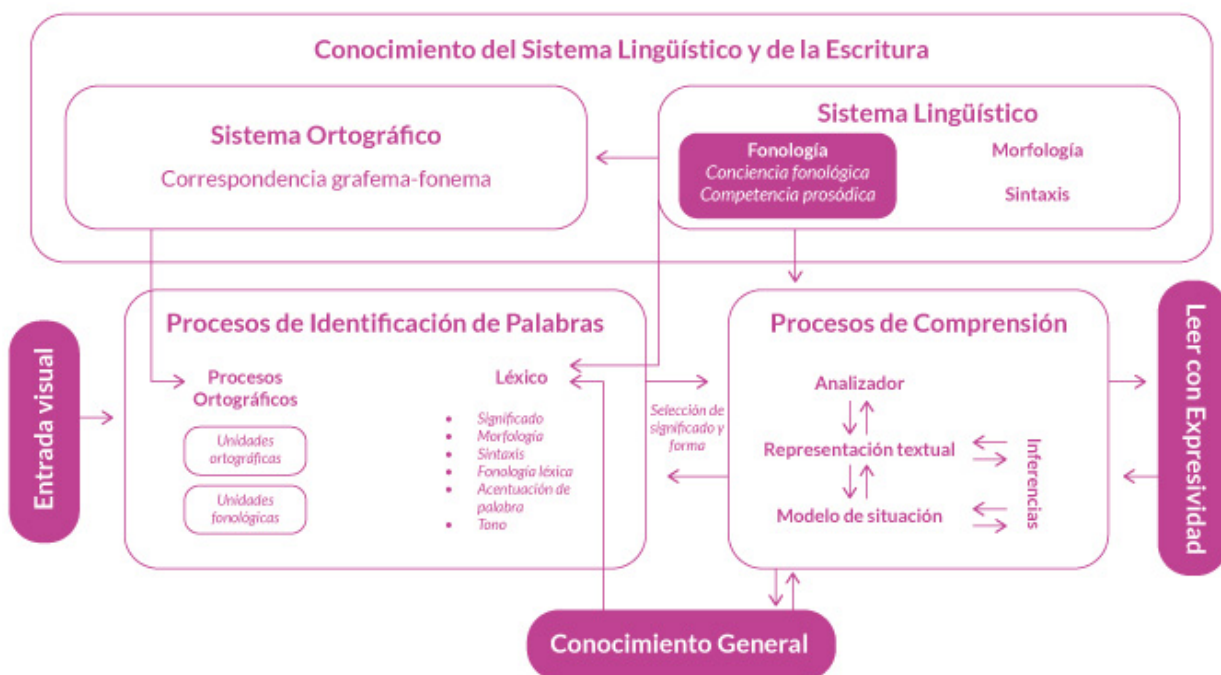 Conocimiento del Sistema Lingüístico y de la Escritura
Sistema Ortográfico
Correspondencia grafema-fonema
Sistema Lingüístico
Fonología
Conciencia fonológica
Competencia prosódica
Morfología
Sintaxis
Entrada visual
Procesos de Identificación de Palabras
Procesos
Ortográficos
Unidades
ortográficas
Unidades
fonológicas
Léxico
• Significado
• Morfología
• Sintaxis
• Fonología léxica
• Acentuación de
palabra
• Tono
Selección de
significado y
forma
Procesos de Comprensión
Analizador
Representación textual
Modelo de situación
Inferencias
Leer con Expresividad
Conocimiento General